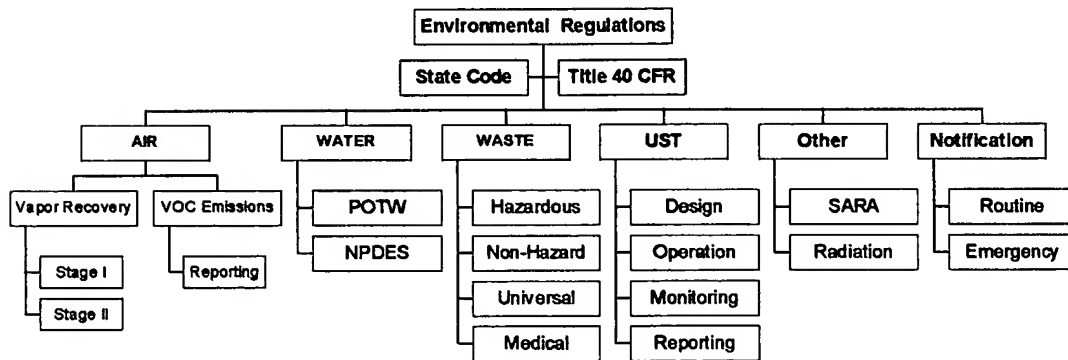 Environmental Regulations
State Code Title 40 CFR
AIR WATER WASTE UST Other Notification
Vapor Recovery VOC Emissions POTW Hazardous Design SARA Routine
Stage I Reporting NPDES Non-Hazard Operation Radiation Emergency
Stage II Universal Monitoring
Medical Reporting